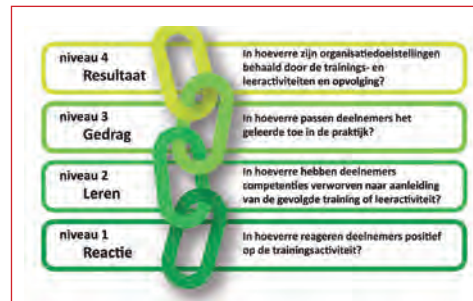 niveau 4
Resultaat
In hoeverre zijn organisatiedoelstellingen
behaald door de trainings- en
leeractiviteiten en opvolging?
niveau 3
Gedrag
In hoeverre passen deelnemers het
geleerde toe in de praktijk?
niveau 2
Leren
In hoeverre hebben deelnemers
competenties verworven naar aanleiding
van de gevolgde training of leeractiviteit?
niveau 1
Reactie
In hoeverre reageren deelnemers positief
op de trainingsactiviteit?